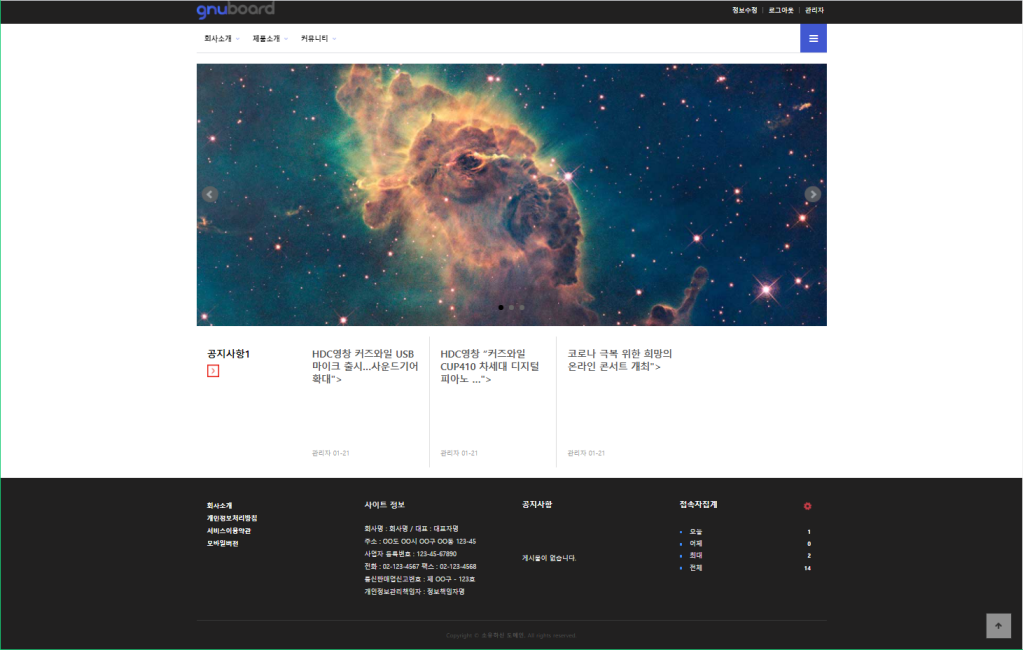 gnuboard
정보수정 | 로그아웃 | 관리자
회사소개 제품소개 커뮤니티
공지사항1
HDC영창 커즈와일 USB
마이크 출시...사운드기어
확대">
관리자 01-21
HDC영창 “커즈와일
CUP410 차세대 디지털
피아노 ...">
관리자 01-21
코로나 극복 위한 희망의
온라인 콘서트 개최">
관리자 01-21
회사소개
개인정보처리방침
서비스이용약관
모바일버전
사이트 정보
회사명 : 회사명 / 대표 : 대표자명
주소 : OO도 OO시 OO구 OO동 123-45
사업자 등록번호 : 123-45-67890
전화 : 02-123-4567 팩스 : 02-123-4568
통신판매업신고번호 : 제 OO구 - 123호
개인정보관리책임자 : 정보책임자명
공지사항
게시물이 없습니다.
접속자집계
오늘 1
어제 0
최대 2
전체 14
Copyright © 소유하신 도메인. All rights reserved.